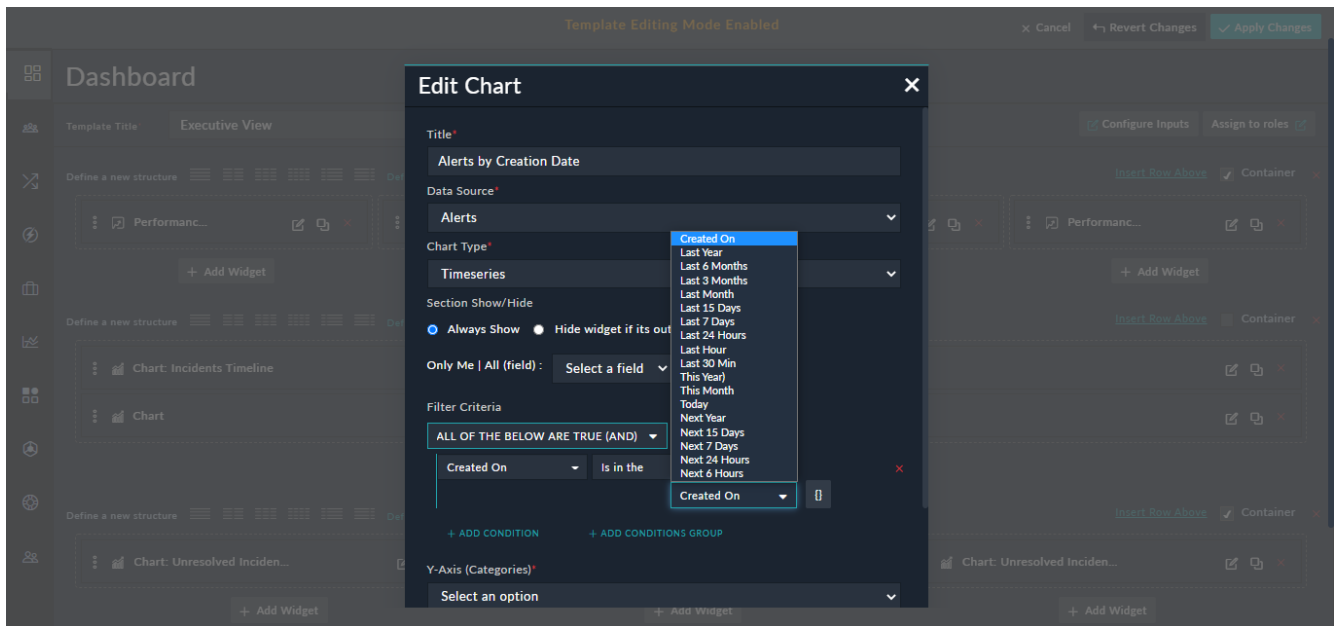 Template Editing Mode Enabled
Cancel
Revert Changes
Apply Changes
Dashboard
Edit Chart
Template Title
Executive View
Configure Inputs
Assign to roles
Title*
Alerts by Creation Date
Define a new structure
Insert Row Above
Container
Data Source*
Alerts
Performanc...
Performanc...
Chart Type*
Timeseries
+ Add Widget
+ Add Widget
Created On
Last Year
Last 6 Months
Last 3 Months
Last Month
Last 15 Days
Last 7 Days
Last 24 Hours
Last Hour
Last 30 Min
This Year)
This Month
Today
Next Year
Next 15 Days
Next 7 Days
Next 24 Hours
Next 6 Hours
Section Show/Hide
Always Show
Hide widget if its out
Define a new structure
Insert Row Above
Container
Only Me | All (field) :
Select a field
Chart: Incidents Timeline
Chart
Filter Criteria
ALL OF THE BELOW ARE TRUE (AND)
Created On
Is in the
Created On
{}
Define a new structure
Insert Row Above
Container
+ ADD CONDITION
+ ADD CONDITIONS GROUP
Chart: Unresolved Inciden...
Chart: Unresolved Inciden...
Y-Axis (Categories)*
Select an option
+ Add Widget
+ Add Widget
+ Add Widget